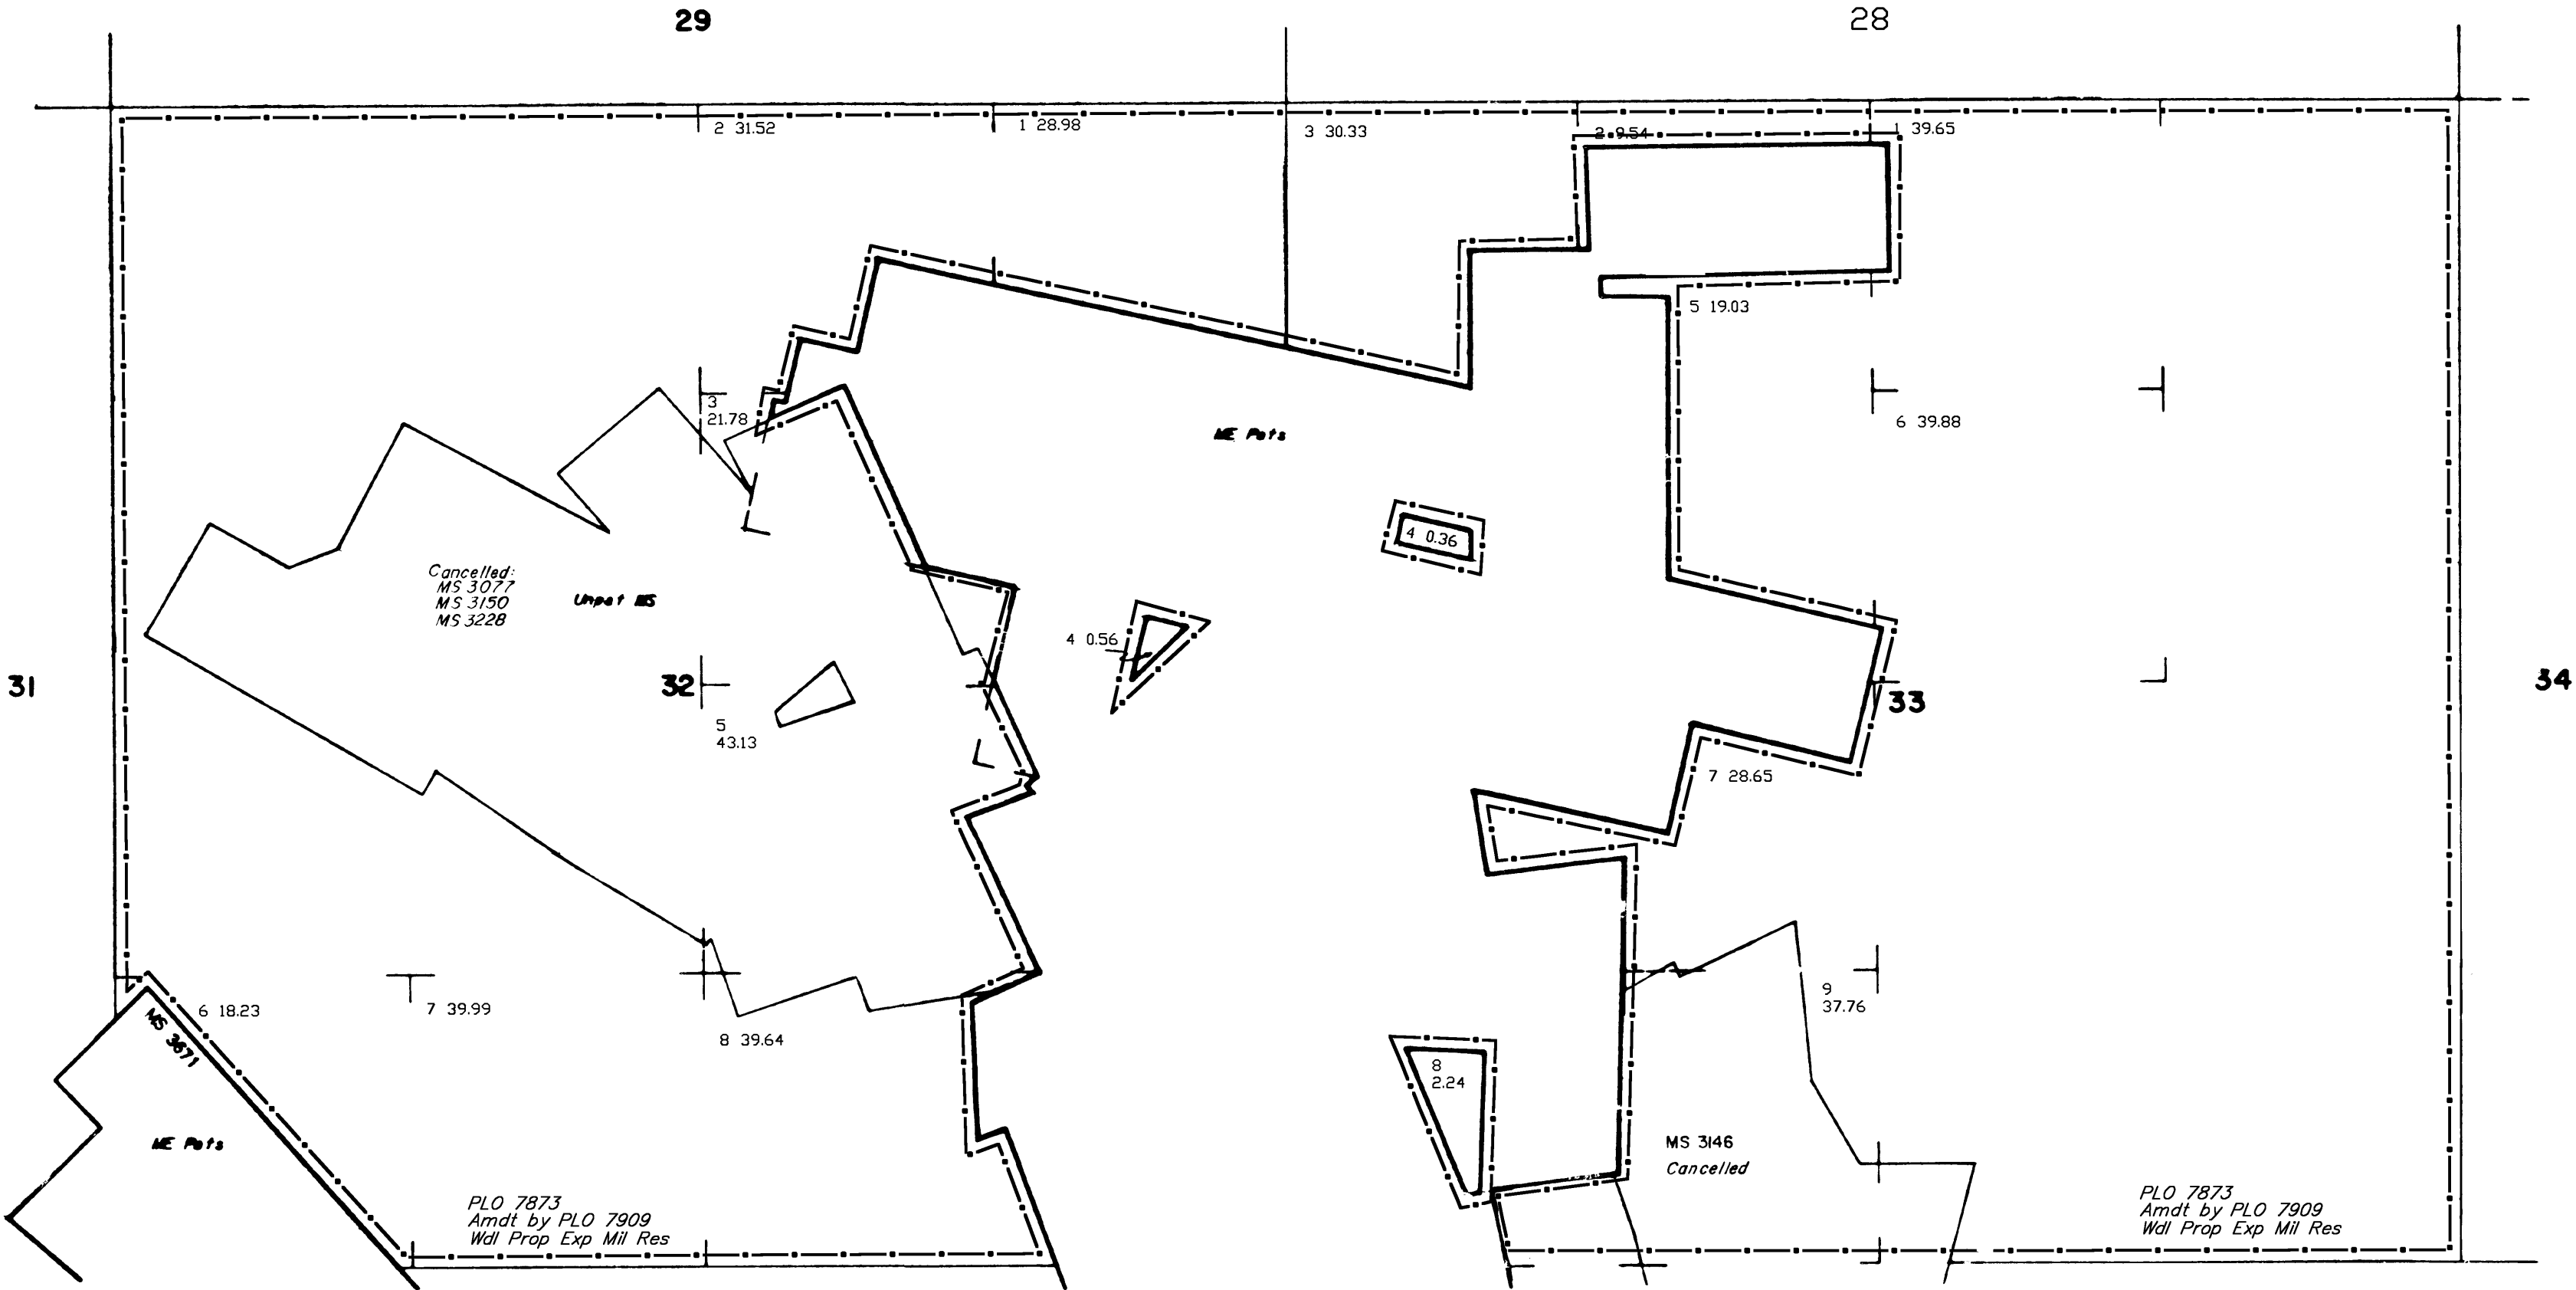 29
28
2 31.52
1 28.98
3 30.33
2 9.54
1 39.65
5 19.03
3
21.78
6 39.88
ME Pats
4 0.36
Cancelled:
MS 3077
MS 3150
MS 3228
Unpat MS
4 0.56
31
32
33
34
5
43.13
7 28.65
6 18.23
7 39.99
9
37.76
MS 3671
8 39.64
8
2.24
ME Pats
MS 3146
Cancelled
PLO 7873
Amdt by PLO 7909
Wdl Prop Exp Mil Res
PLO 7873
Amdt by PLO 7909
Wdl Prop Exp Mil Res